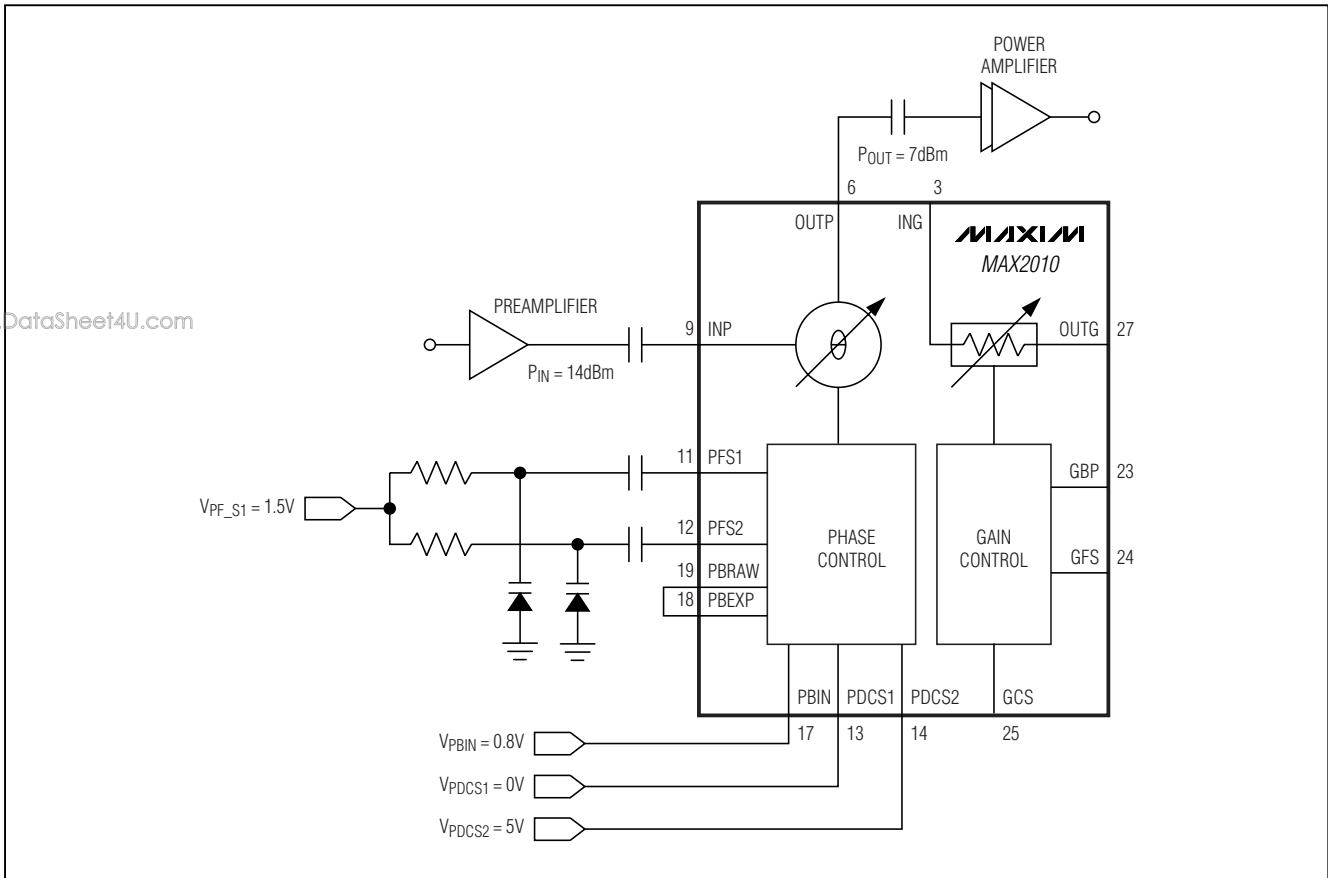 POWER
AMPLIFIER
POUT = 7dBm
6
3
OUTP
ING
MAXIM
MAX2010
.DataSheet4U.com
PREAMPLIFIER
9
INP
OUTG
27
PIN = 14dBm
θ
11
PFS1
GBP
23
VPF_S1 = 1.5V
12
PFS2
PHASE
CONTROL
GAIN
CONTROL
GFS
24
19
PBRAW
18
PBEXP
PBIN
PDCS1
PDCS2
GCS
17
13
14
25
VPBIN = 0.8V
VPDCS1 = 0V
VPDCS2 = 5V